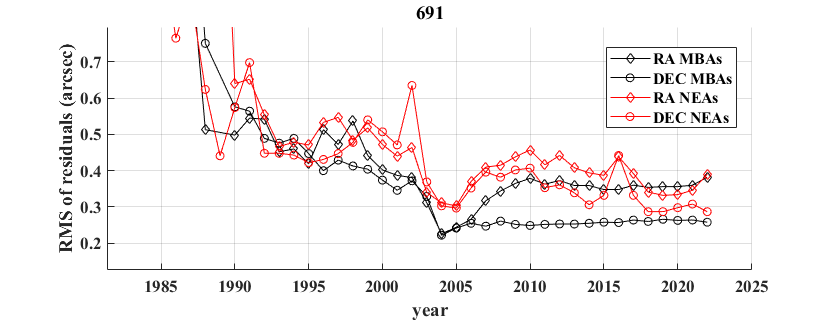 691
RMS of residuals (arcsec)
0.7
0.6
0.5
0.4
0.3
0.2
RA MBAs
DEC MBAs
RA NEAs
DEC NEAs
1985 1990 1995 2000 2005 2010 2015 2020 2025
year